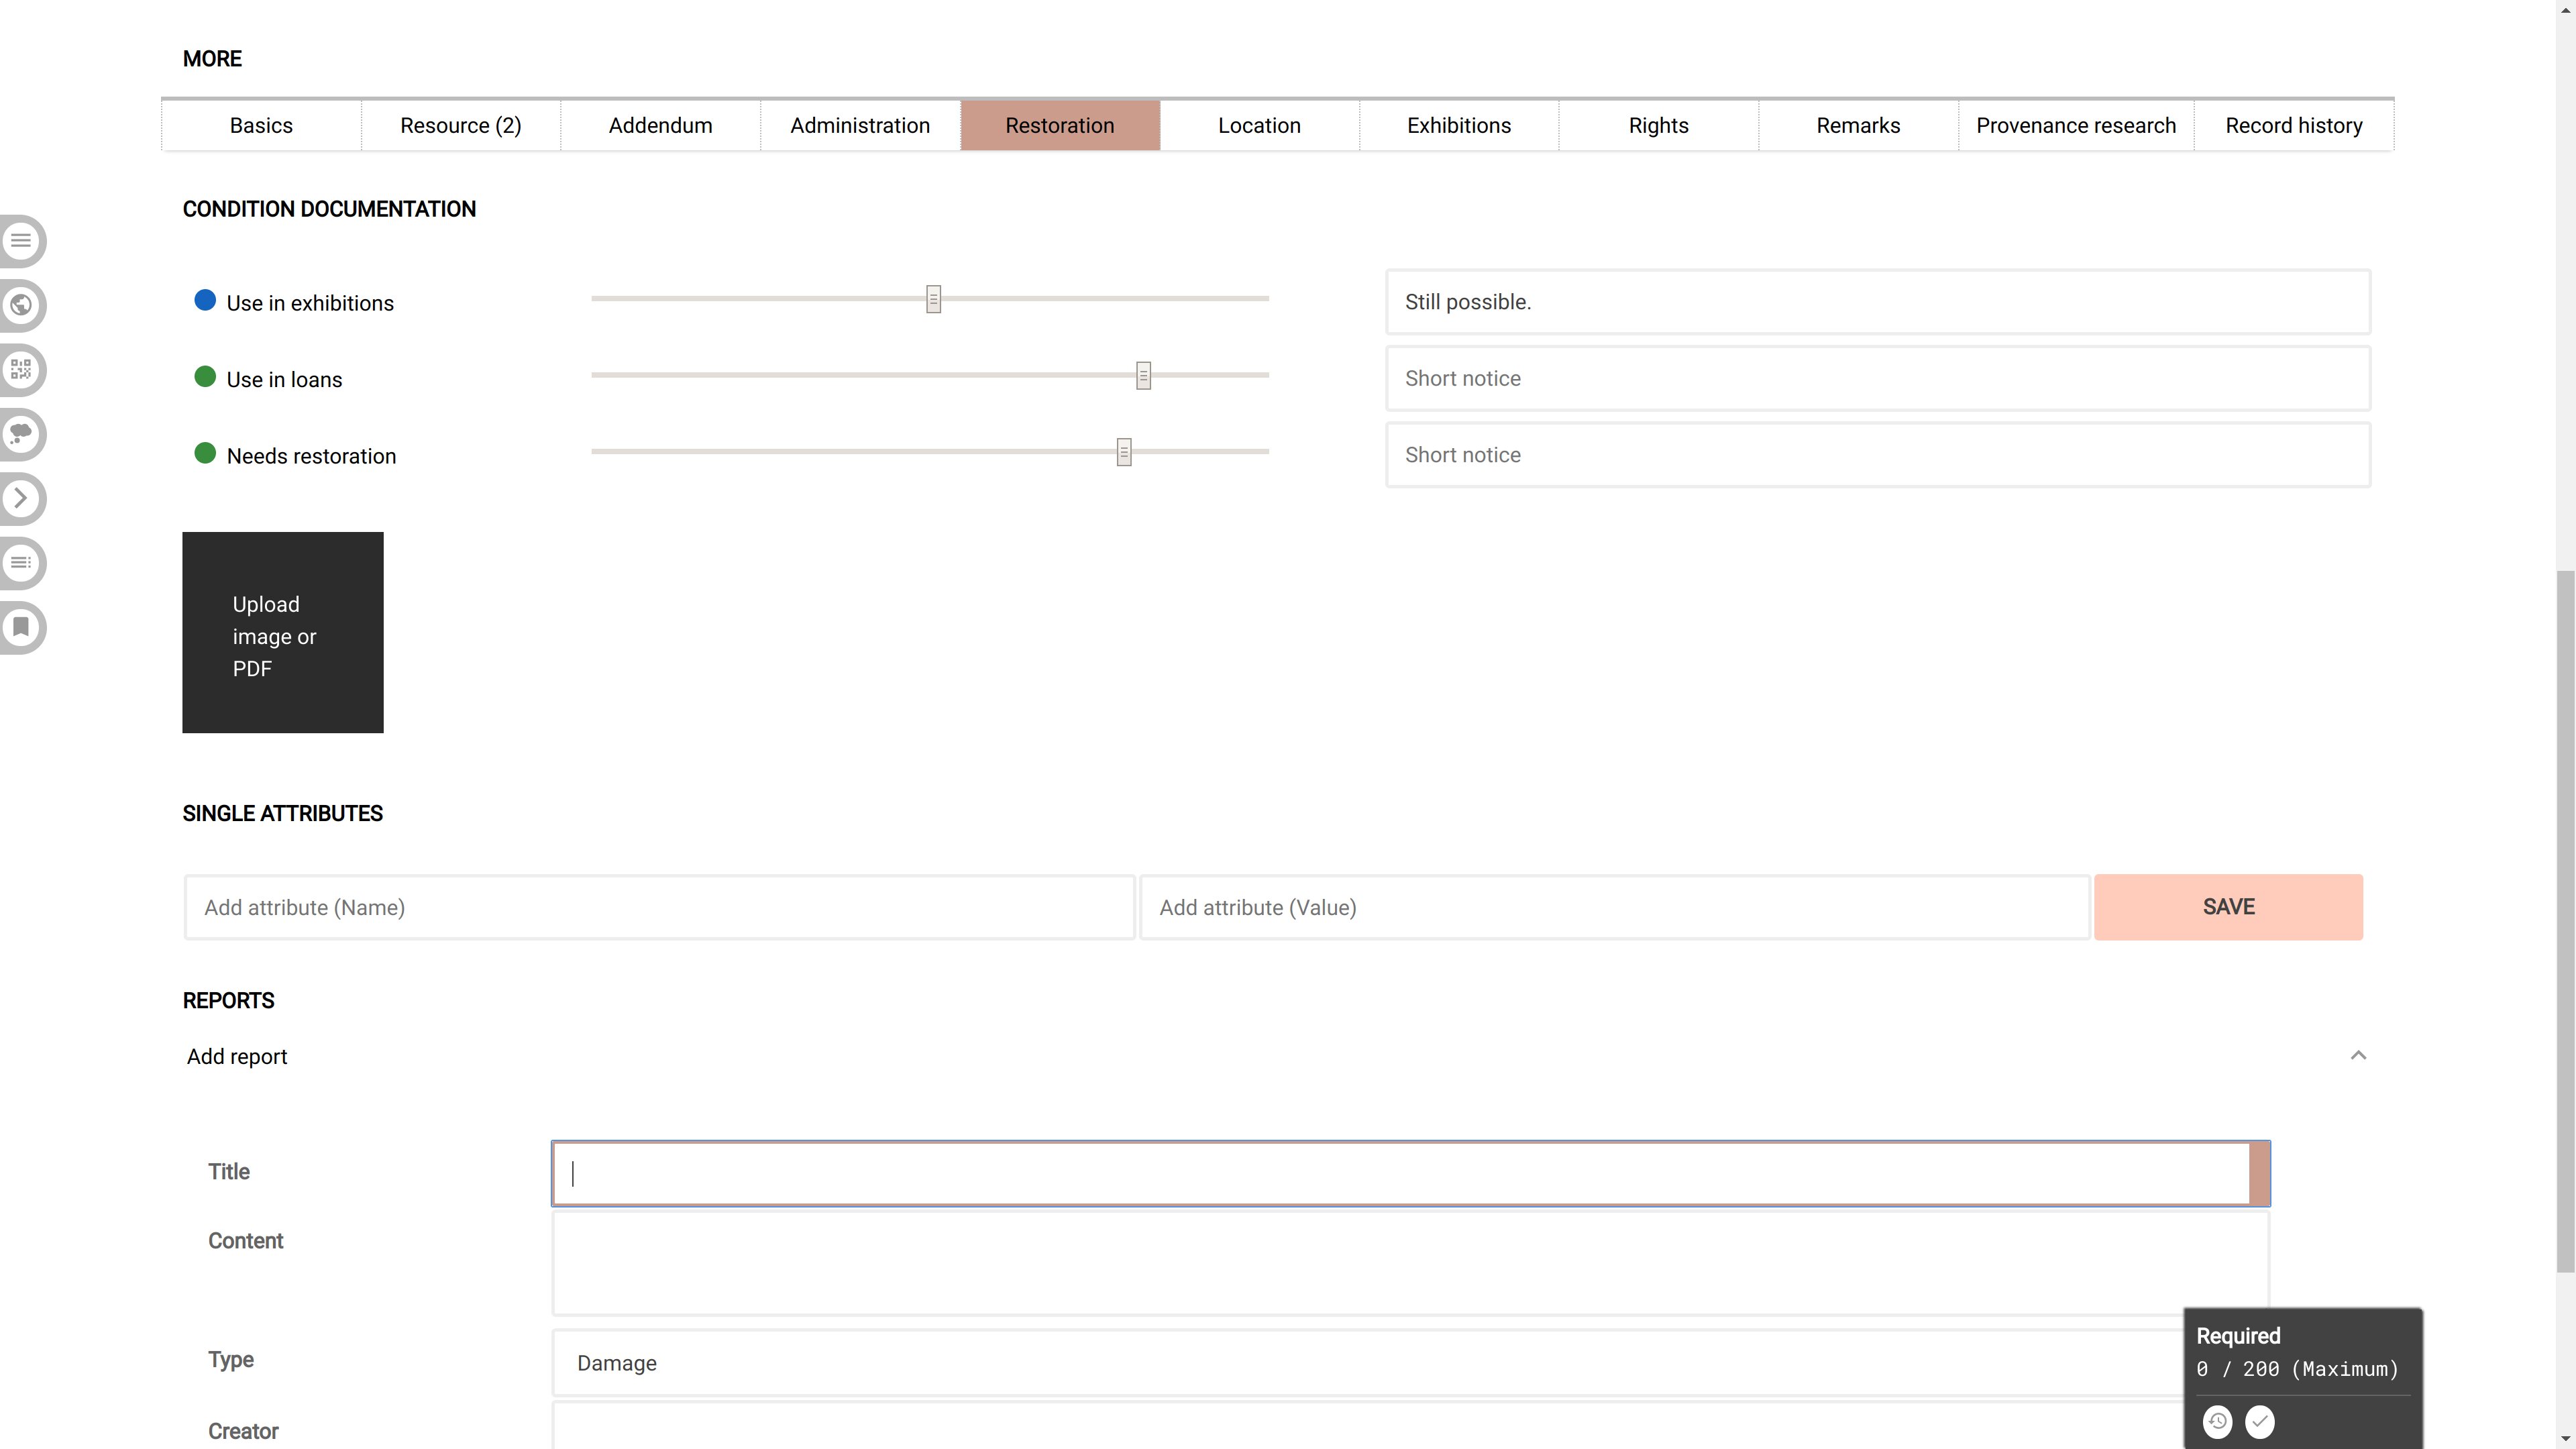 MORE
Basics
Resource (2)
Addendum
Administration
Restoration
Location
Exhibitions
Rights
Remarks
Provenance research
Record history
CONDITION DOCUMENTATION
Use in exhibitions
Still possible.
Use in loans
Short notice
Needs restoration
Short notice
Upload
image or
PDF
SINGLE ATTRIBUTES
Add attribute (Name)
Add attribute (Value)
SAVE
REPORTS
Add report
Title
Content
Type
Damage
Creator
Required
0 / 200 (Maximum)